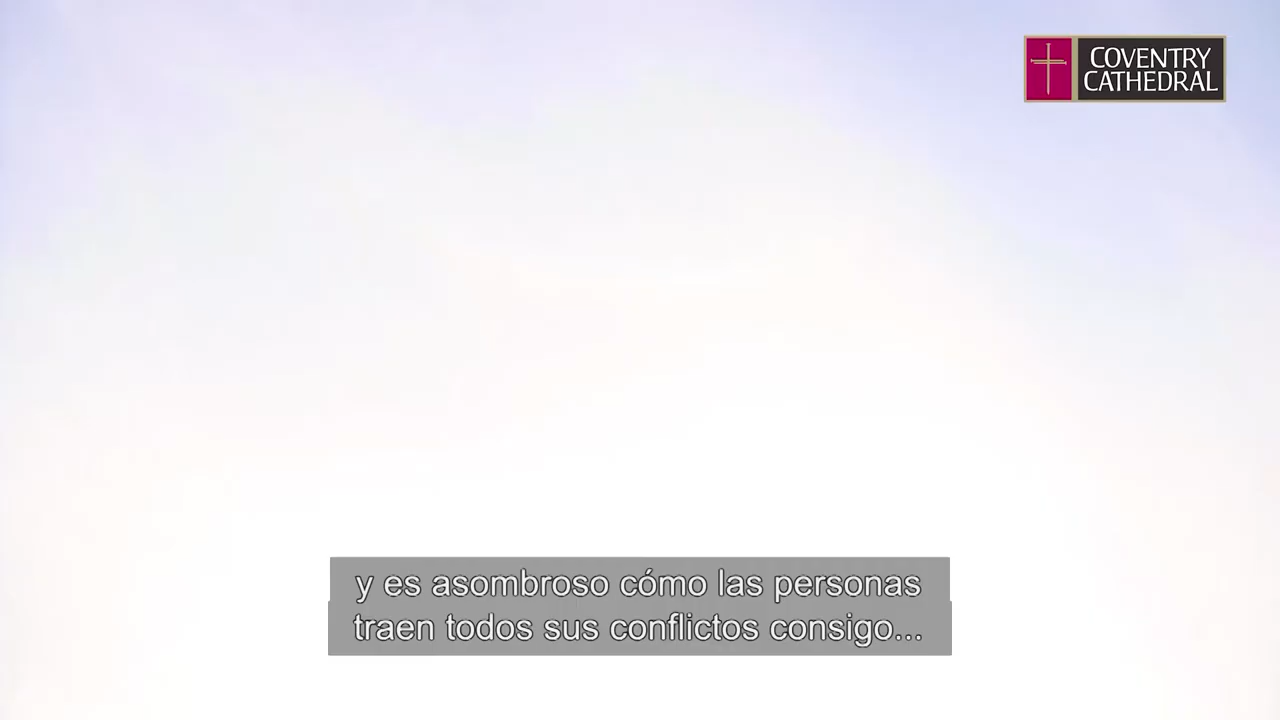 COVENTRY
CATHEDRAL
y es asombroso cómo las personas
traen todos sus conflictos consigo...